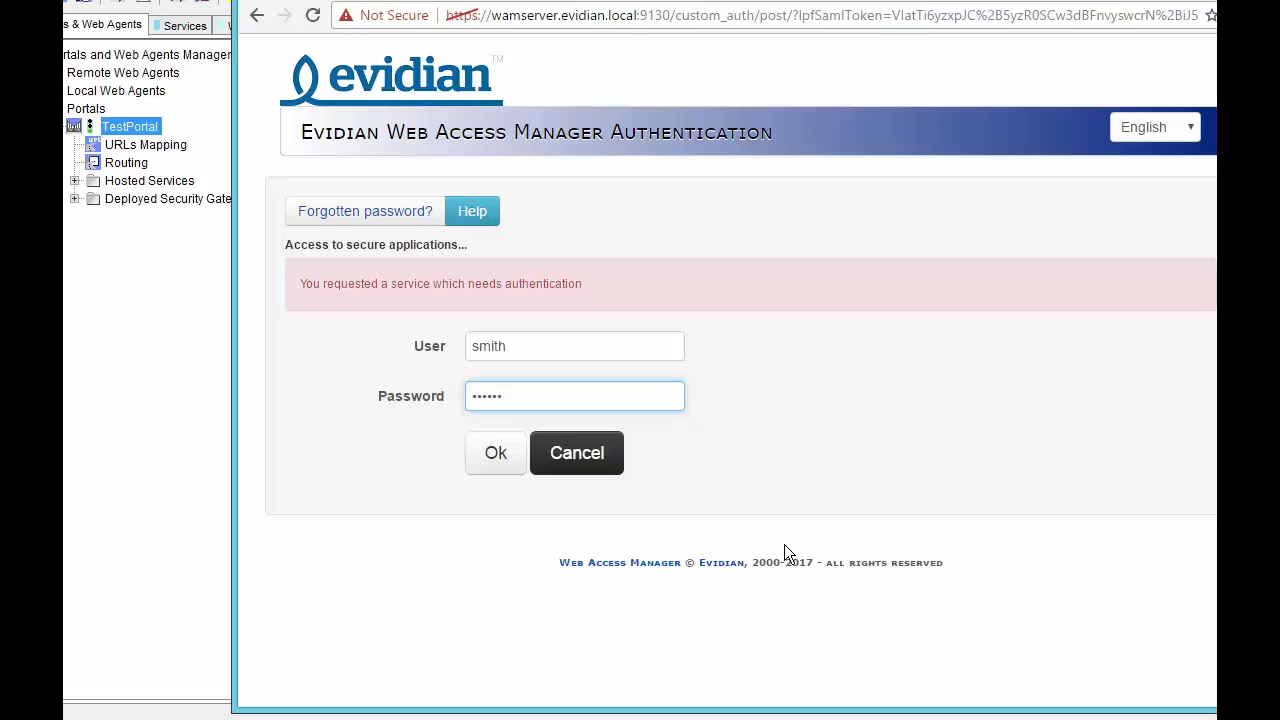 s & Web Agents
Services
rtals and Web Agents Manager
Remote Web Agents
Local Web Agents
Portals
TestPortal
URLs Mapping
Routing
Hosted Services
Deployed Security Gate
Not Secure
https://wamserver.evidian.local:9130/custom_auth/post/?IpfSamlToken=VlatTi6yzxpJC%2B5yzR0SCw3dBFnvyswcrN%2BiJ5
evidian™
Evidian Web Access Manager Authentication
English
Forgotten password?
Help
Access to secure applications...
You requested a service which needs authentication
User
smith
Password
••••••
Ok
Cancel
Web Access Manager © Evidian, 2000-2017 - all rights reserved